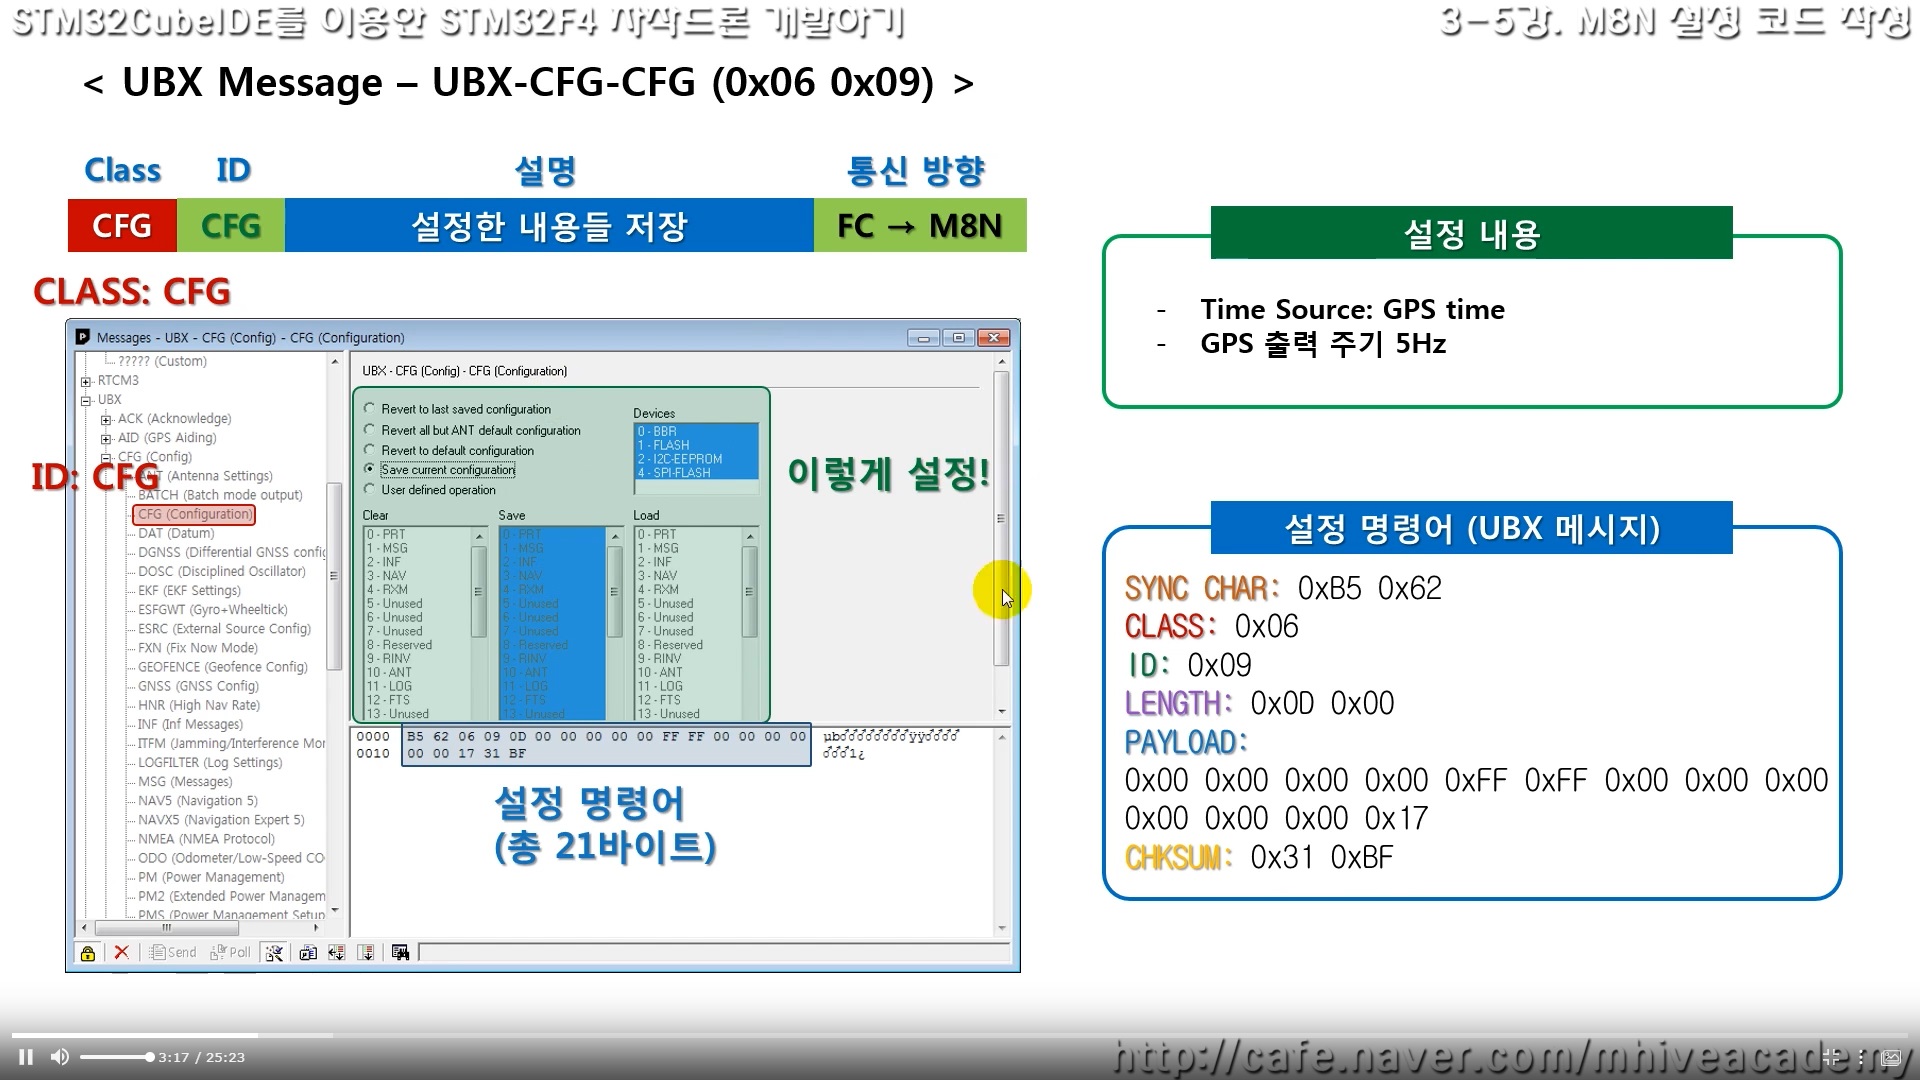 STM32CubeIDE를 이용한 STM32F4 자작드론 개발하기
3-5강. M8N 설정 코드 작성
< UBX Message – UBX-CFG-CFG (0x06 0x09) >
Class ID 설명 통신 방향
CFG CFG 설정한 내용들 저장 FC → M8N
CLASS: CFG
Messages - UBX - CFG (Config) - CFG (Configuration)
????? (Custom)
RTCM3
UBX
ACK (Acknowledge)
AID (GPS Aiding)
CFG (Config)
ID: CFG
ANT (Antenna Settings)
BATCH (Batch mode output)
CFG (Configuration)
DAT (Datum)
DGNSS (Differential GNSS config
DOSC (Disciplined Oscillator)
EKF (EKF Settings)
ESFGWT (Gyro+Wheeltick)
ESRC (External Source Config)
FXN (Fix Now Mode)
GEOFENCE (Geofence Config)
GNSS (GNSS Config)
HNR (High Nav Rate)
INF (Inf Messages)
ITFM (Jamming/Interference Mor
LOGFILTER (Log Settings)
MSG (Messages)
NAV5 (Navigation 5)
NAVX5 (Navigation Expert 5)
NMEA (NMEA Protocol)
ODO (Odometer/Low-Speed CO
PM (Power Management)
PM2 (Extended Power Managem
PMS (Power Management Setup
Send Poll
UBX - CFG (Config) - CFG (Configuration)
Revert to last saved configuration
Revert all but ANT default configuration
Revert to default configuration
Save current configuration
User defined operation
Devices
0 - BBR
1 - FLASH
2 - I2C-EEPROM
4 - SPI-FLASH
이렇게 설정!
Clear
0 - PRT
1 - MSG
2 - INF
3 - NAV
4 - RXM
5 - Unused
6 - Unused
7 - Unused
8 - Reserved
9 - RINV
10 - ANT
11 - LOG
12 - FTS
13 - Unused
Save
0 - PRT
1 - MSG
2 - INF
3 - NAV
4 - RXM
5 - Unused
6 - Unused
7 - Unused
8 - Reserved
9 - RINV
10 - ANT
11 - LOG
12 - FTS
13 - Unused
Load
0 - PRT
1 - MSG
2 - INF
3 - NAV
4 - RXM
5 - Unused
6 - Unused
7 - Unused
8 - Reserved
9 - RINV
10 - ANT
11 - LOG
12 - FTS
13 - Unused
0000 B5 62 06 09 0D 00 00 00 00 00 FF FF 00 00 00 00 µb♂♂♂♂♂♂♂♂ÿÿ♂♂♂♂
0010 00 00 17 31 BF ♂♂♂1¿
설정 명령어
(총 21바이트)
설정 내용
- Time Source: GPS time
- GPS 출력 주기 5Hz
설정 명령어 (UBX 메시지)
SYNC CHAR: 0xB5 0x62
CLASS: 0x06
ID: 0x09
LENGTH: 0x0D 0x00
PAYLOAD:
0x00 0x00 0x00 0x00 0xFF 0xFF 0x00 0x00 0x00
0x00 0x00 0x00 0x17
CHKSUM: 0x31 0xBF
3:17 / 25:23
http://cafe.naver.com/mhiveacademy